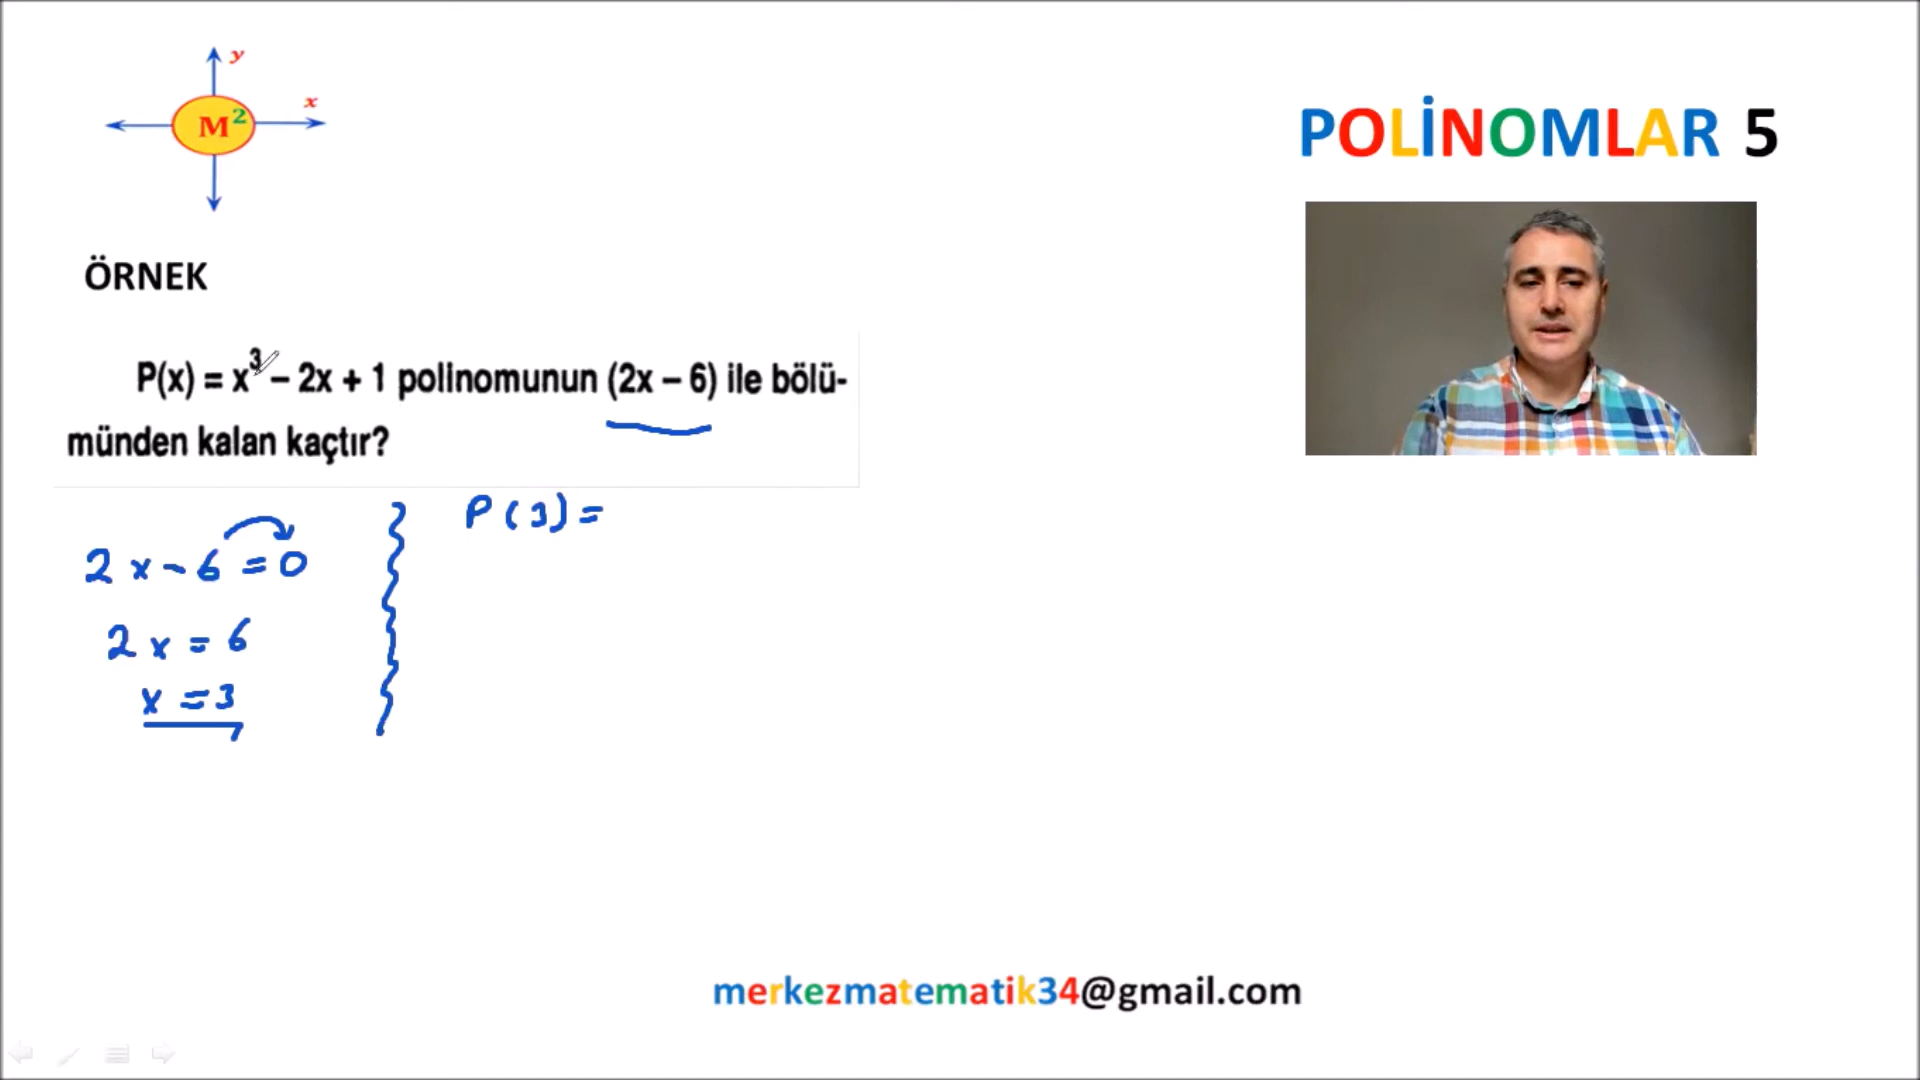 y
x
M²
POLİNOMLAR 5
ÖRNEK
P(x) = x³ – 2x + 1 polinomunun (2x – 6) ile bölü-
münden kalan kaçtır?
2x - 6 = 0
2x = 6
x = 3
P(3) =
merkezmatematik34@gmail.com